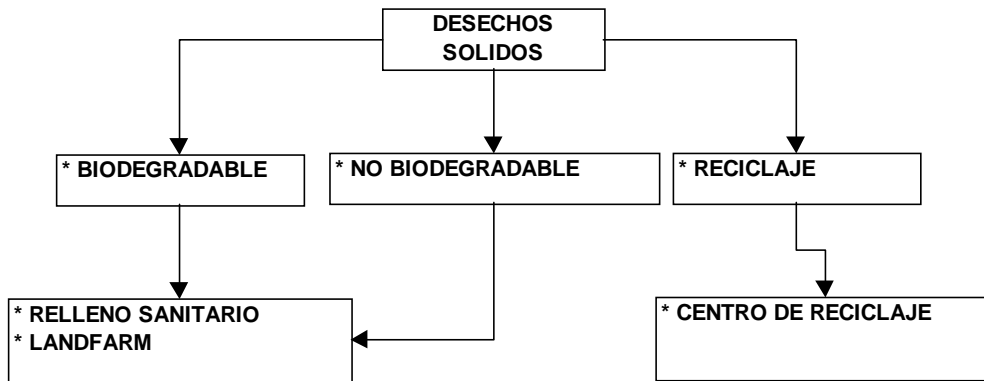 DESECHOS
SOLIDOS
* BIODEGRADABLE
* NO BIODEGRADABLE
* RECICLAJE
* RELLENO SANITARIO
* LANDFARM
* CENTRO DE RECICLAJE